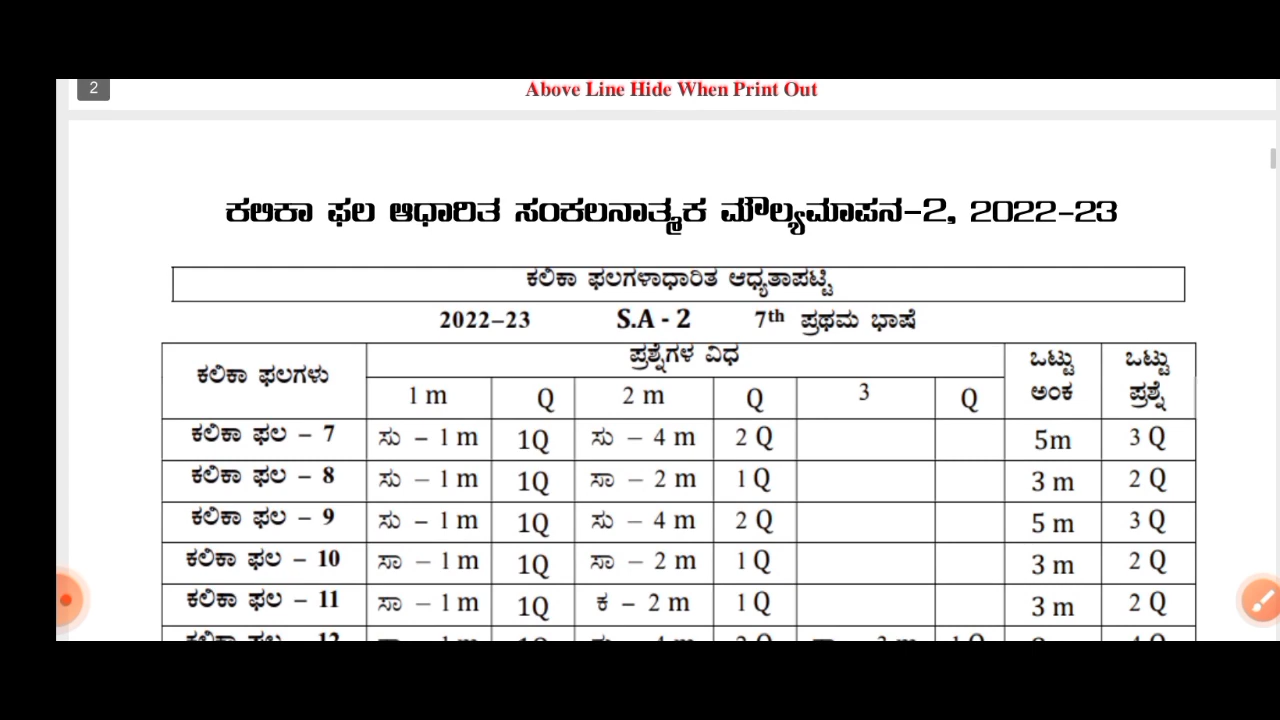 2
Above Line Hide When Print Out
ಕಲಿಕಾ ಫಲ ಆಧಾರಿತ ಸಂಕಲನಾತ್ಮಕ ಮೌಲ್ಯಮಾಪನ-2, 2022-23
ಕಲಿಕಾ ಫಲಗಳಾಧಾರಿತ ಆಧ್ಯತಾಪಟ್ಟಿ
2022-23 S.A - 2 7th ಪ್ರಥಮ ಭಾಷೆ
ಕಲಿಕಾ ಫಲಗಳು ಪ್ರಶ್ನೆಗಳ ವಿಧ ಒಟ್ಟು ಅಂಕ ಒಟ್ಟು ಪ್ರಶ್ನೆ
1 m Q 2 m Q 3 Q
ಕಲಿಕಾ ಫಲ - 7 ಸು - 1 m 1Q ಸು - 4 m 2 Q 5m 3 Q
ಕಲಿಕಾ ಫಲ - 8 ಸು - 1 m 1Q ಸಾ - 2 m 1 Q 3 m 2 Q
ಕಲಿಕಾ ಫಲ - 9 ಸು - 1 m 1Q ಸು - 4 m 2 Q 5 m 3 Q
ಕಲಿಕಾ ಫಲ - 10 ಸಾ - 1 m 1Q ಸಾ - 2 m 1 Q 3 m 2 Q
ಕಲಿಕಾ ಫಲ - 11 ಸಾ - 1 m 1Q ಕ - 2 m 1 Q 3 m 2 Q